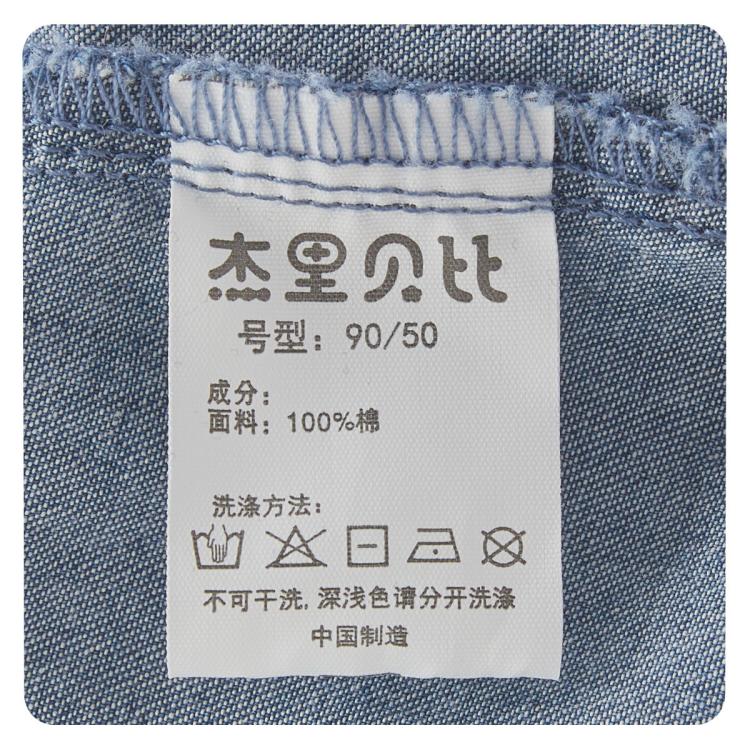 杰里贝比
号型：90/50
成分：
面料：100%棉
洗涤方法：
不可干洗，深浅色请分开洗涤
中国制造